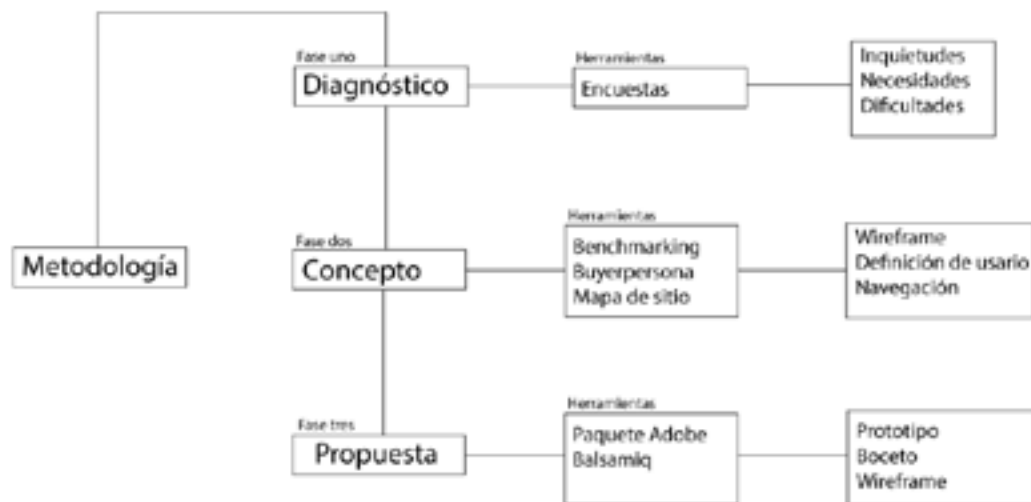 Metodología
Fase uno
Diagnóstico
Herramientas
Encuestas
Inquietudes
Necesidades
Dificultades
Fase dos
Concepto
Herramientas
Benchmarking
Buyerpersona
Mapa de sitio
Wireframe
Definición de usario
Navegación
Fase tres
Propuesta
Herramientas
Paquete Adobe
Balsamiq
Prototipo
Boceto
Wireframe